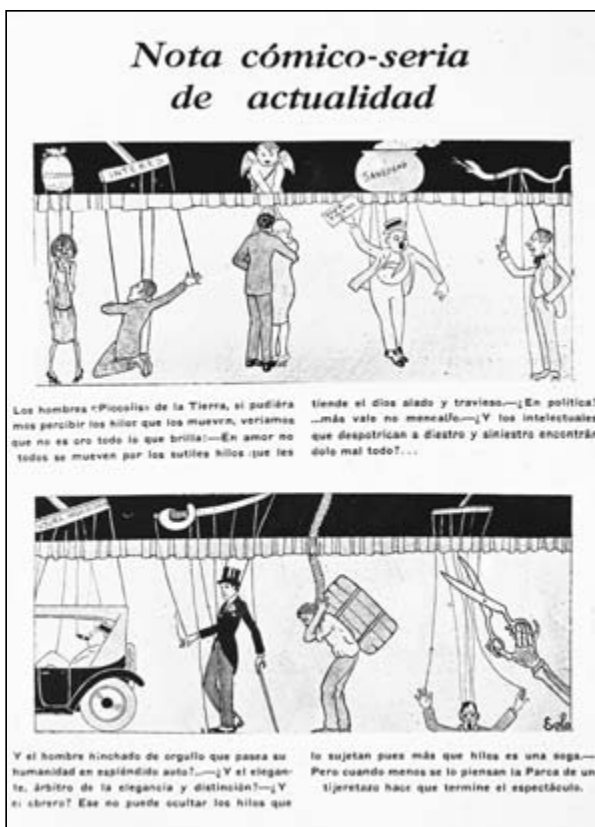 Nota cómico-seria
de actualidad
INTERES
SANIDAD
Los hombres «Piccolis» de la Tierra, si pudiéra
mos percibir los hilos que los mueven, veríamos
que no es oro todo lo que brilla:—En amor no
todos se mueven por los sutiles hilos que les
tiende el dios alado y travieso.—¿En política?
...más vale no meneallo.—¿Y los intelectuales
que despotrican a diestro y siniestro encontrán
dolo mal todo?...
Y el hombre hinchado de orgullo que pasea su
humanidad en espléndido auto?...—¿Y el elegan-
te, árbitro de la elegancia y distinción?—¿Y
el obrero? Ese no puede ocultar los hilos que
lo sujetan pues más que hilos es una soga.—
Pero cuando menos se lo piensan la Parca de un
tijeretazo hace que termine el espectáculo.